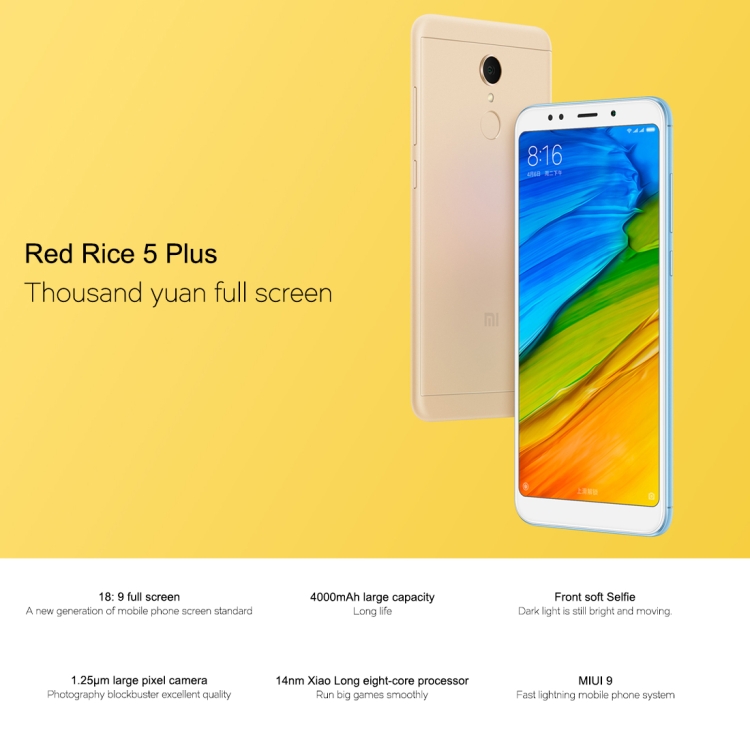 8:16
mi
Red Rice 5 Plus
Thousand yuan full screen
18: 9 full screen
A new generation of mobile phone screen standard
4000mAh large capacity
Long life
Front soft Selfie
Dark light is still bright and moving.
1.25μm large pixel camera
Photography blockbuster excellent quality
14nm Xiao Long eight-core processor
Run big games smoothly
MIUI 9
Fast lightning mobile phone system